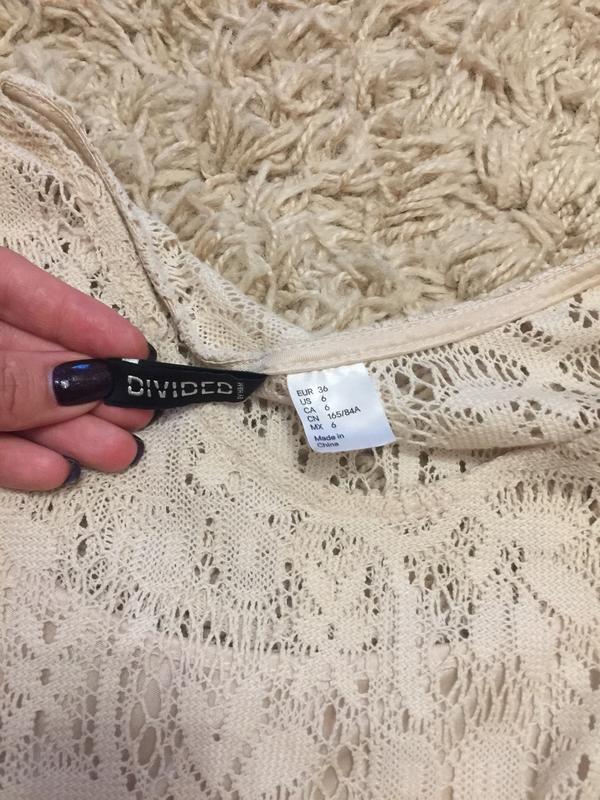 DIVIDED
EUR 36
US 6
CA 6
CN 165/84A
MX 6
Made in
China